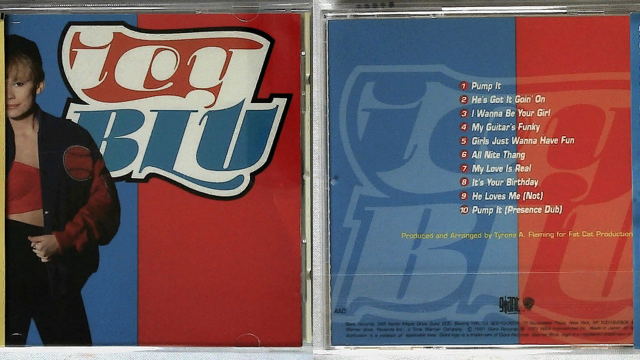 icy
BLU
1 Pump It
2 He's Got It Goin' On
3 I Wanna Be Your Girl
4 My Guitar's Funky
5 Girls Just Wanna Have Fun
6 All Nite Thang
7 My Love Is Real
8 It's Your Birthday
9 He Loves Me (Not)
10 Pump It (Presence Dub)
Produced and Arranged by Tyrone A. Fleming for Fat Cat Production
AAD
giant